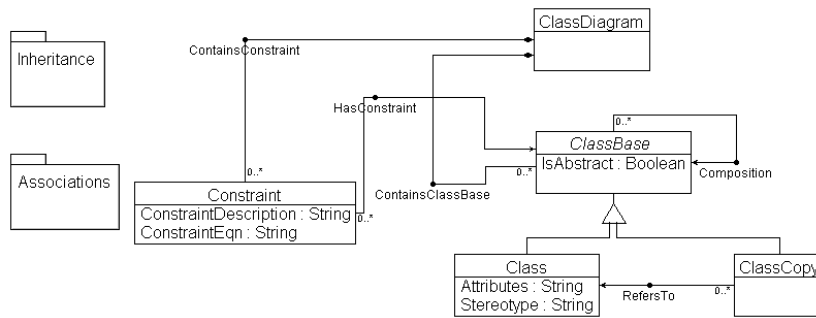 ClassDiagram
ContainsConstraint
Inheritance
HasConstraint
0..*
ClassBase
IsAbstract : Boolean
Composition
0..*
0..*
Associations
Constraint
ConstraintDescription : String
ConstraintEqn : String
0..*
ContainsClassBase
Class
Attributes : String
Stereotype : String
RefersTo
0..*
ClassCopy